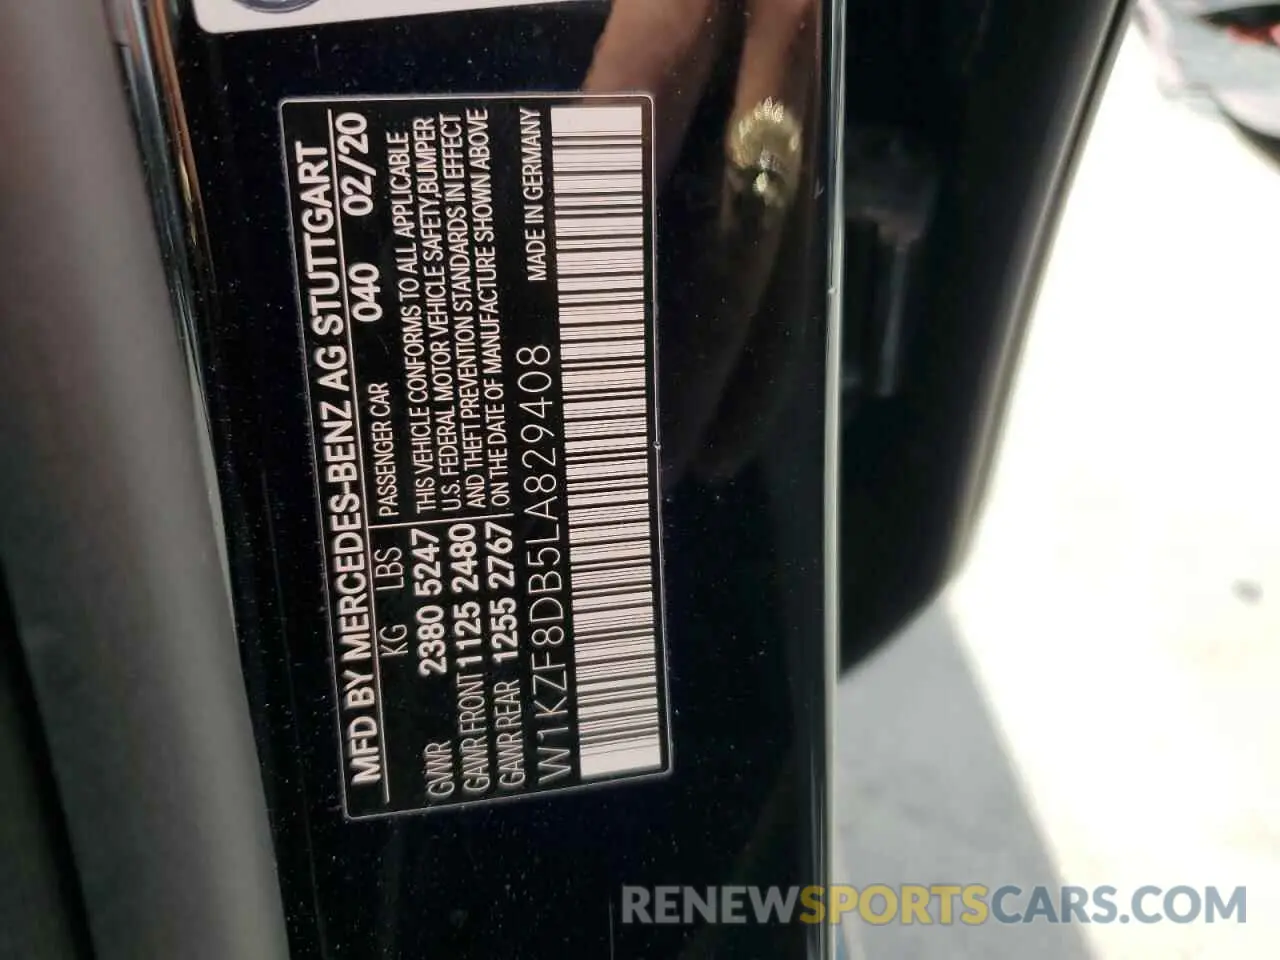 MFD BY MERCEDES-BENZ AG STUTTGART
KG LBS PASSENGER CAR 040 02/20
GVWR 2380 5247 THIS VEHICLE CONFORMS TO ALL APPLICABLE
U.S. FEDERAL MOTOR VEHICLE SAFETY,BUMPER
GAWR FRONT 1125 2480 AND THEFT PREVENTION STANDARDS IN EFFECT
GAWR REAR 1255 2767 ON THE DATE OF MANUFACTURE SHOWN ABOVE
W1KZF8DB5LA829408 MADE IN GERMANY
RENEWSPORTSCARS.COM